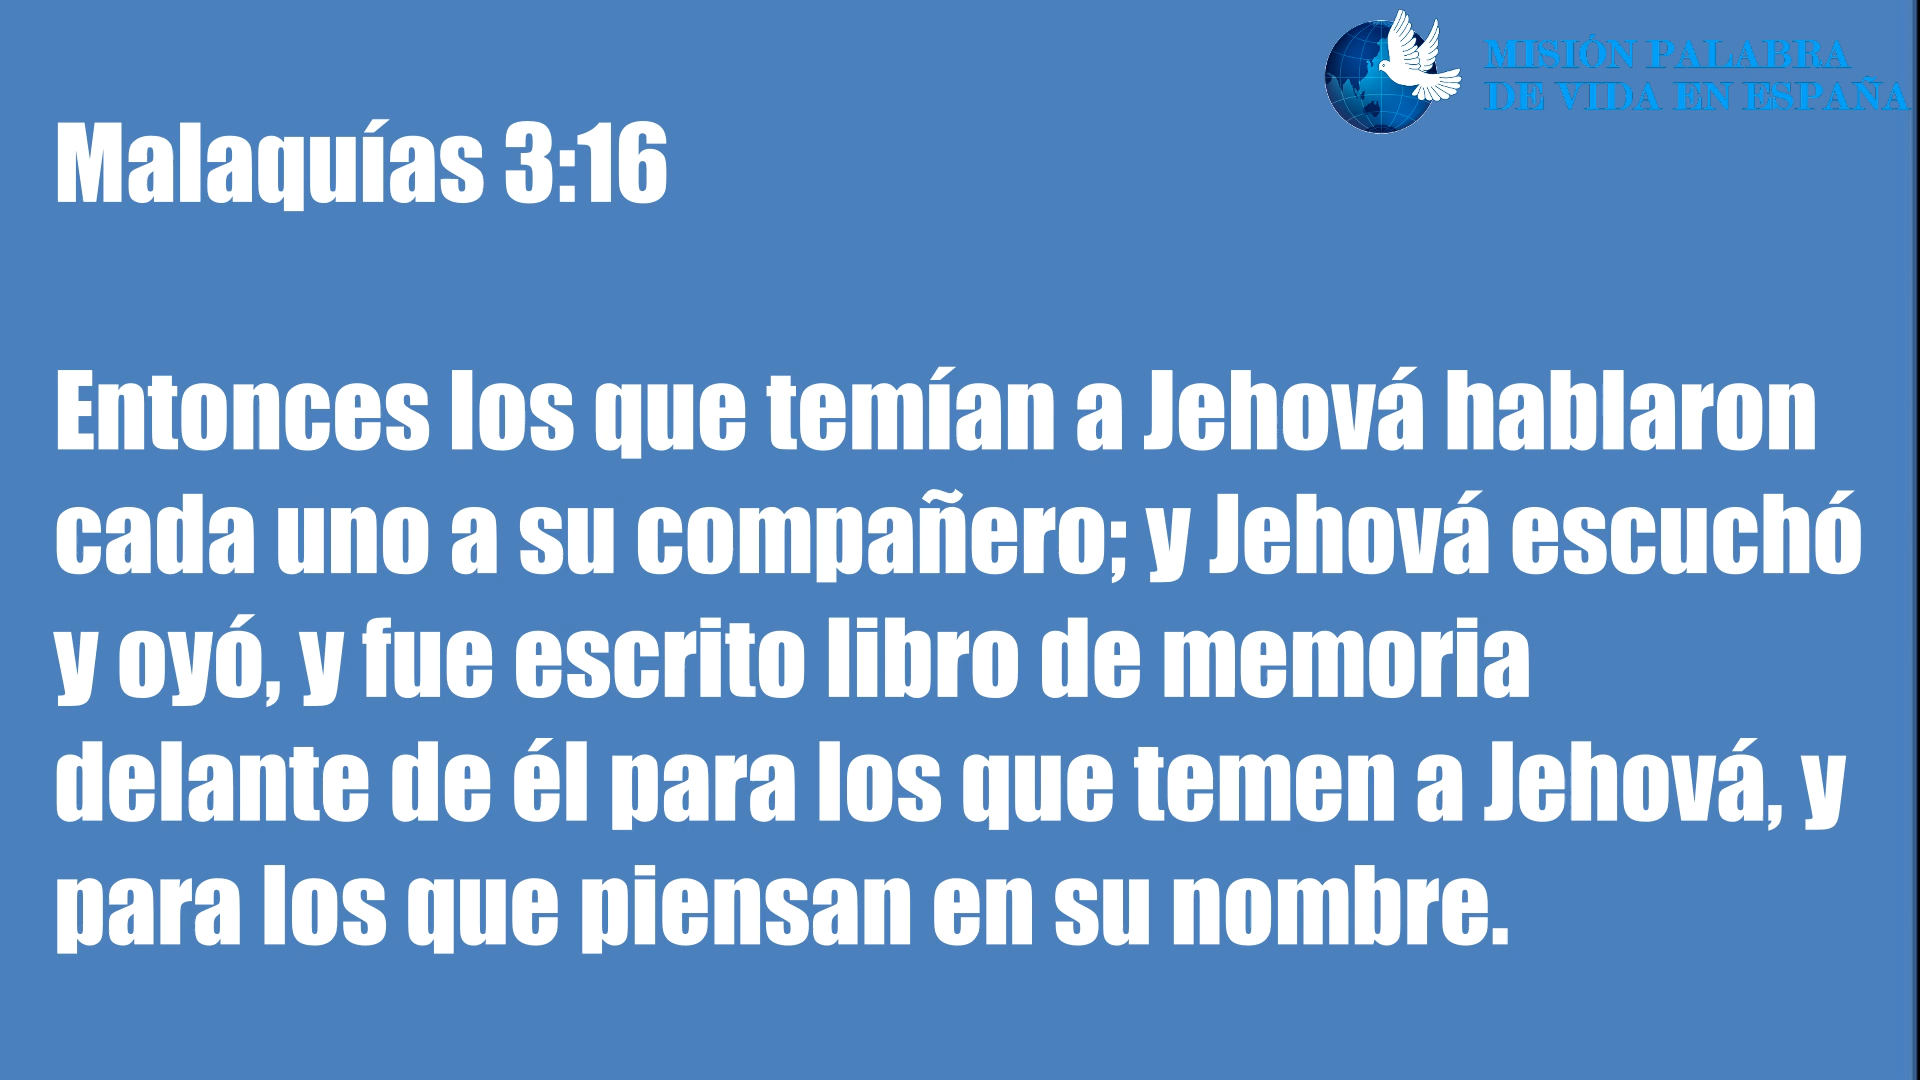 MISIÓN PALABRA
DE VIDA EN ESPAÑA
Malaquías 3:16
Entonces los que temían a Jehová hablaron
cada uno a su compañero; y Jehová escuchó
y oyó, y fue escrito libro de memoria
delante de él para los que temen a Jehová, y
para los que piensan en su nombre.